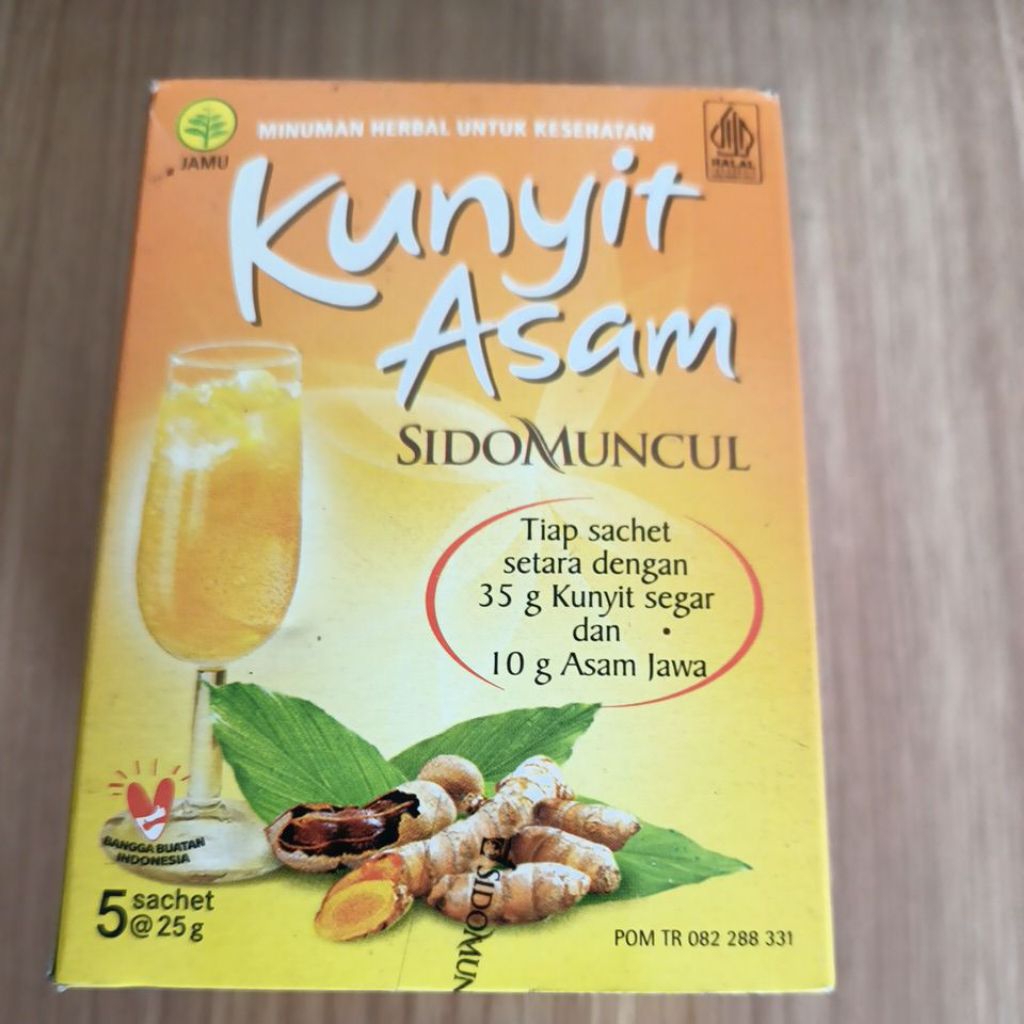 JAMU
MINUMAN HERBAL UNTUK KESEHATAN
HALAL
Kunyit
Asam
SIDOMUNCUL
Tiap sachet
setara dengan
35 g Kunyit segar
dan
10 g Asam Jawa
BANGGA BUATAN
INDONESIA
5 sachet
@ 25 g
SIDOMUN
POM TR 082 288 331